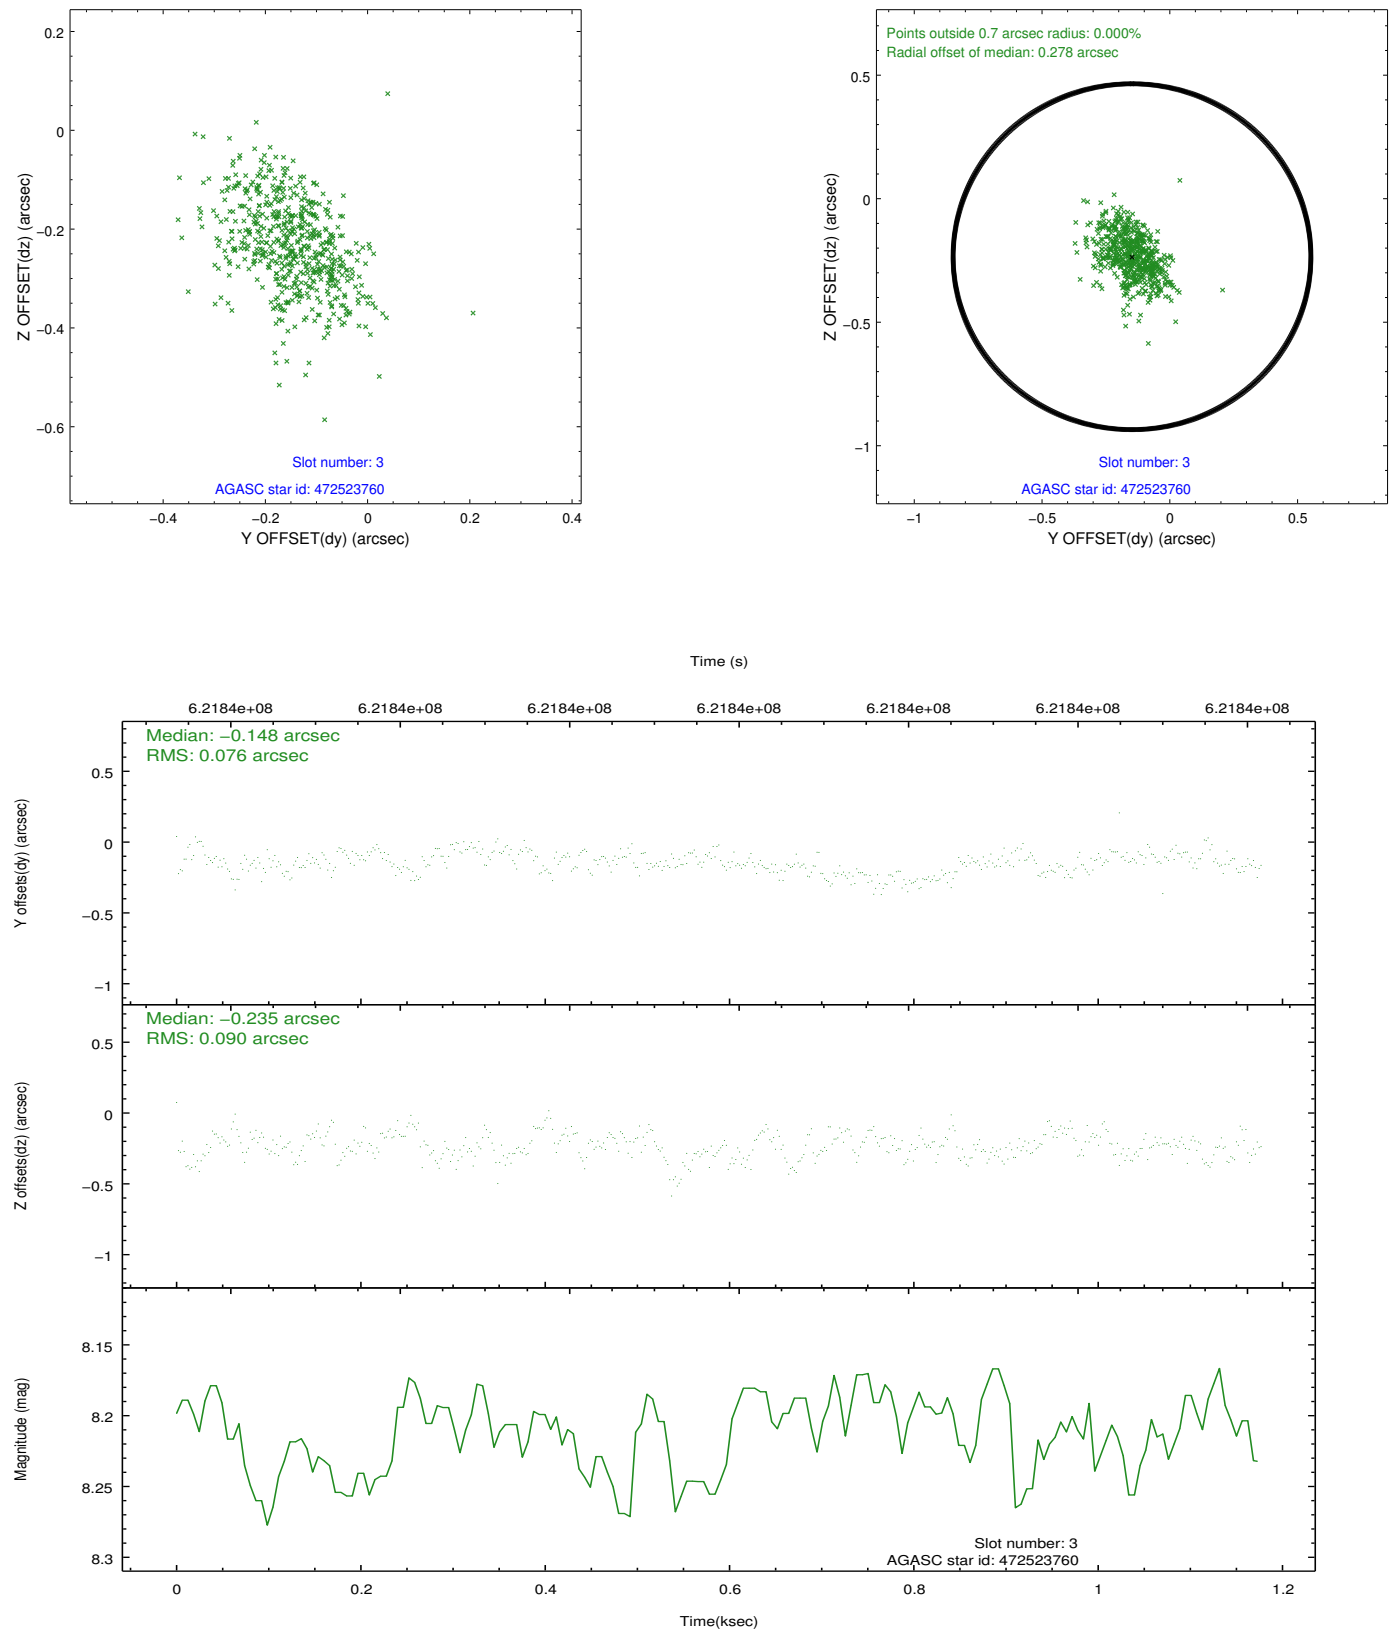 0.2
0
−0.2
−0.4
−0.6
Z OFFSET(dz) (arcsec)
Slot number: 3
AGASC star id: 472523760
−0.4 −0.2 0 0.2 0.4
Y OFFSET(dy) (arcsec)
Points outside 0.7 arcsec radius: 0.000%
Radial offset of median: 0.278 arcsec
0.5
0
−0.5
−1
Z OFFSET(dz) (arcsec)
Slot number: 3
AGASC star id: 472523760
−1 −0.5 0 0.5
Y OFFSET(dy) (arcsec)
Time (s)
6.2184e+08 6.2184e+08 6.2184e+08 6.2184e+08 6.2184e+08 6.2184e+08 6.2184e+08
Median: −0.148 arcsec
RMS: 0.076 arcsec
0.5
0
−0.5
−1
Y offsets(dy) (arcsec)
Median: −0.235 arcsec
RMS: 0.090 arcsec
0.5
0
−0.5
−1
Z offsets(dz) (arcsec)
8.15
8.2
8.25
8.3
Magnitude (mag)
Slot number: 3
AGASC star id: 472523760
0 0.2 0.4 0.6 0.8 1 1.2
Time(ksec)